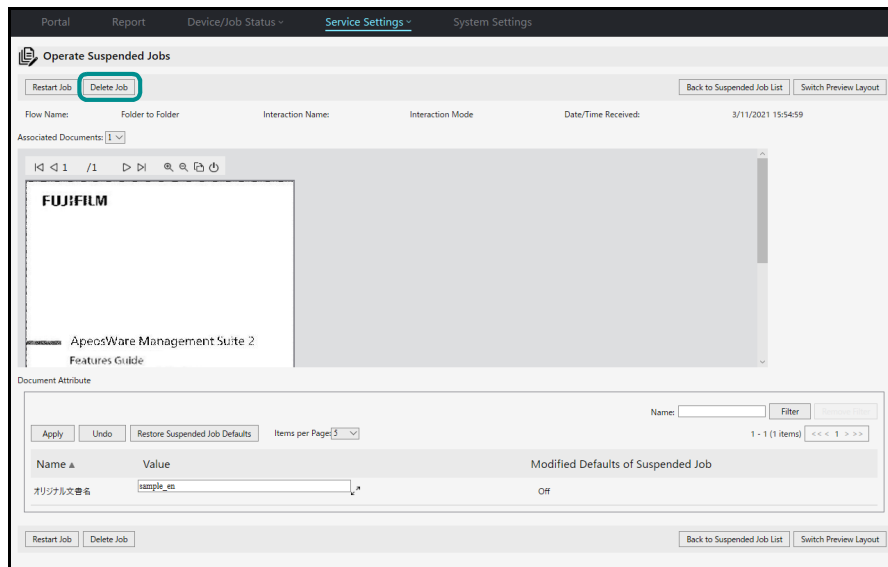 Portal Report Device/Job Status Service Settings System Settings
Operate Suspended Jobs
Restart Job Delete Job Back to Suspended Job List Switch Preview Layout
Flow Name: Folder to Folder Interaction Name: Interaction Mode Date/Time Received: 3/11/2021 15:54:59
Associated Documents: 1
1 /1
FUJIFILM
ApeosWare Management Suite 2
Features Guide
Document Attribute
Name: Filter
Apply Undo Restore Suspended Job Defaults Items per Page: 5 1 - 1 (1 items) << < 1 > >>
Name ▲ Value Modified Defaults of Suspended Job
オリジナル文書名 sample_en Off
Restart Job Delete Job Back to Suspended Job List Switch Preview Layout